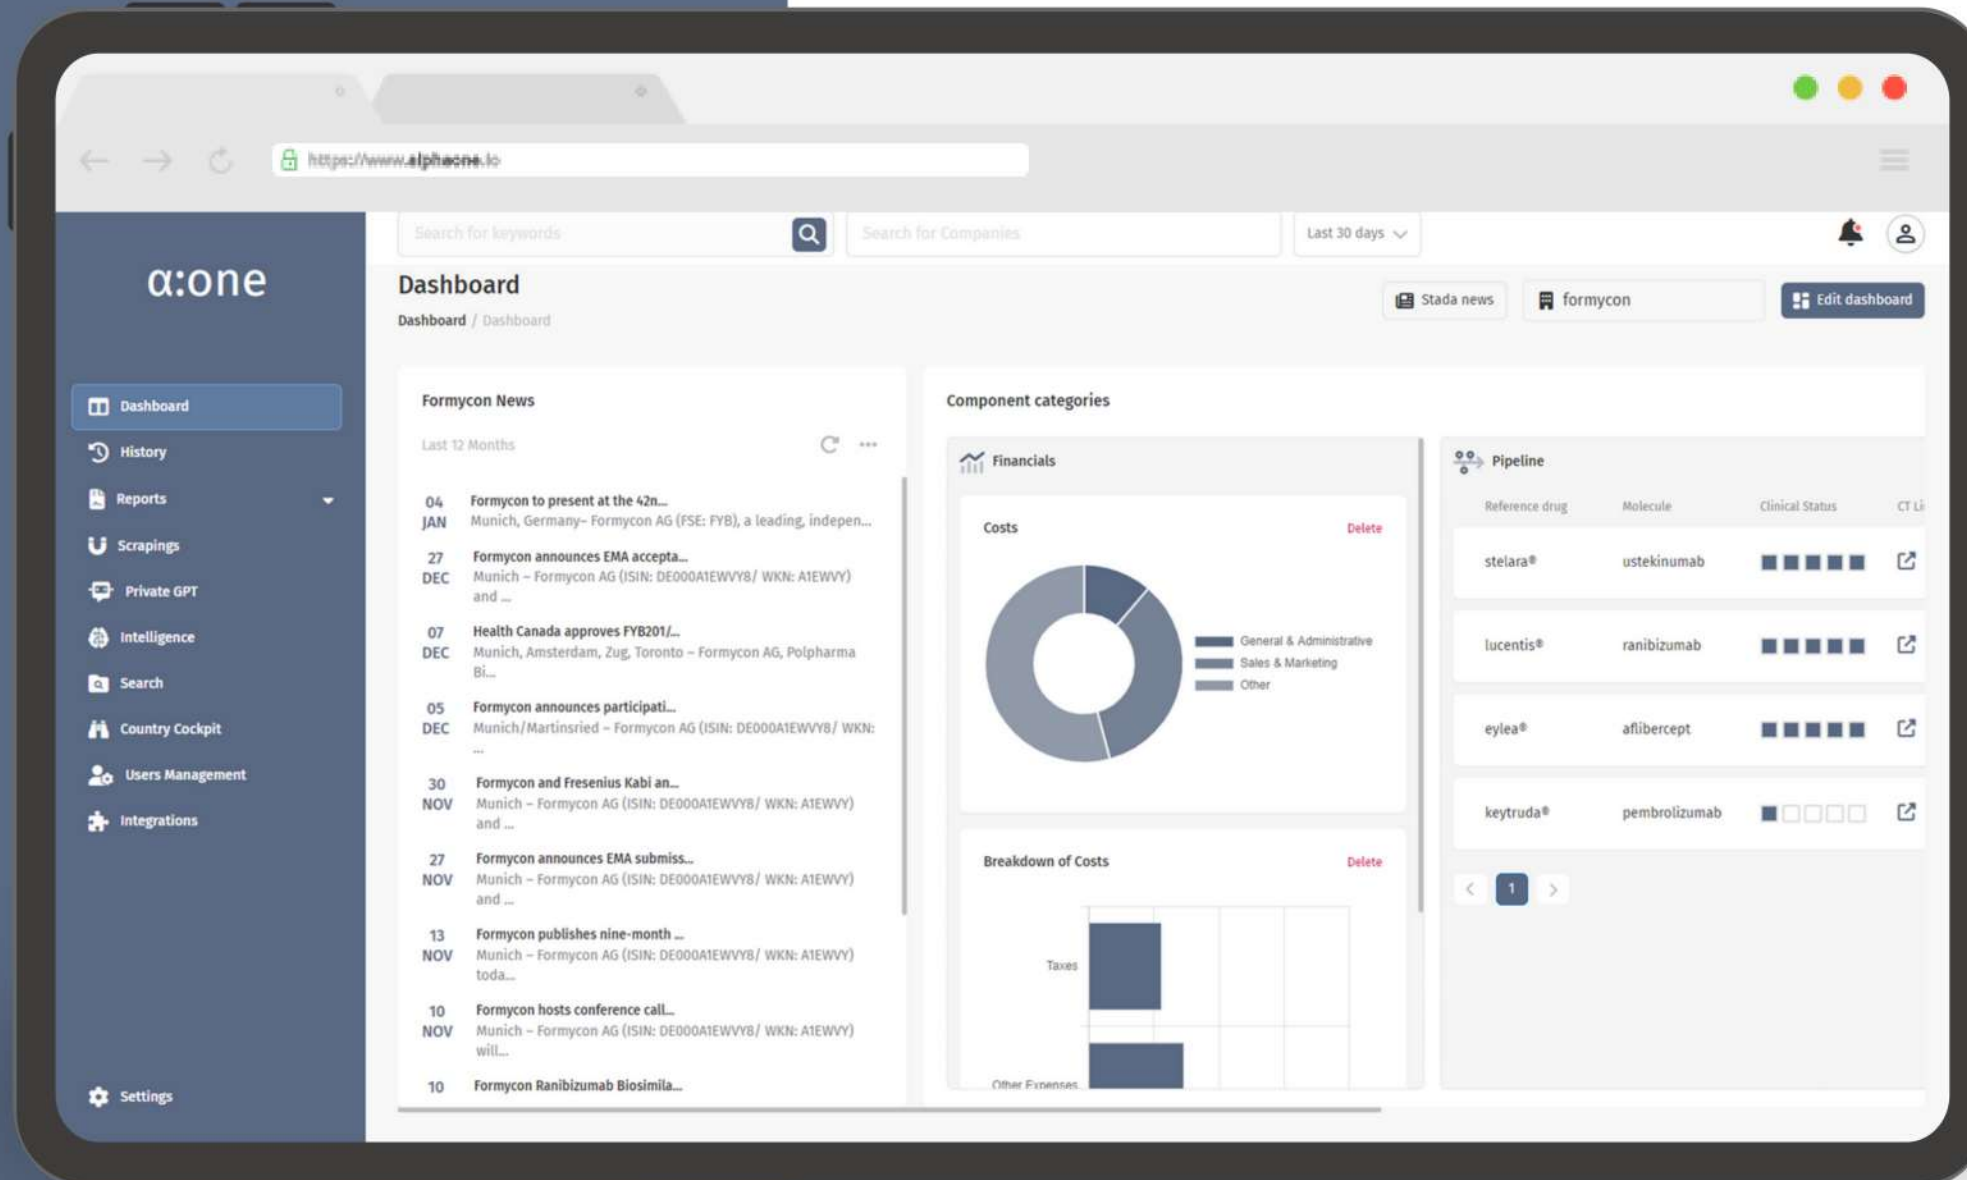 https://www.alphaone.io
α:one
Dashboard
History
Reports
Scrapings
Private GPT
Intelligence
Search
Country Cockpit
Users Management
Integrations
Settings
Search for keywords
Search for Companies
Last 30 days
Dashboard
Dashboard / Dashboard
Stada news
formycon
Edit dashboard
Formycon News
Last 12 Months
04 JAN
Formycon to present at the 42n...
Munich, Germany– Formycon AG (FSE: FYB), a leading, indepen...
27 DEC
Formycon announces EMA accepta...
Munich – Formycon AG (ISIN: DE000A1EWVY8/ WKN: A1EWVY)
and ...
07 DEC
Health Canada approves FYB201/...
Munich, Amsterdam, Zug, Toronto – Formycon AG, Polpharma
Bi...
05 DEC
Formycon announces participati...
Munich/Martinsried – Formycon AG (ISIN: DE000A1EWVY8/ WKN:
...
30 NOV
Formycon and Fresenius Kabi an...
Munich – Formycon AG (ISIN: DE000A1EWVY8/ WKN: A1EWVY)
and ...
27 NOV
Formycon announces EMA submiss...
Munich – Formycon AG (ISIN: DE000A1EWVY8/ WKN: A1EWVY)
and ...
13 NOV
Formycon publishes nine-month ...
Munich – Formycon AG (ISIN: DE000A1EWVY8/ WKN: A1EWVY)
toda...
10 NOV
Formycon hosts conference call...
Munich – Formycon AG (ISIN: DE000A1EWVY8/ WKN: A1EWVY)
will...
10
Formycon Ranibizumab Biosimila...
Component categories
Financials
Costs
Delete
General & Administrative
Sales & Marketing
Other
Breakdown of Costs
Delete
Taxes
Other Expenses
Pipeline
Reference drug Molecule Clinical Status CT Li
stelara® ustekinumab
lucentis® ranibizumab
eylea® aflibercept
keytruda® pembrolizumab
1